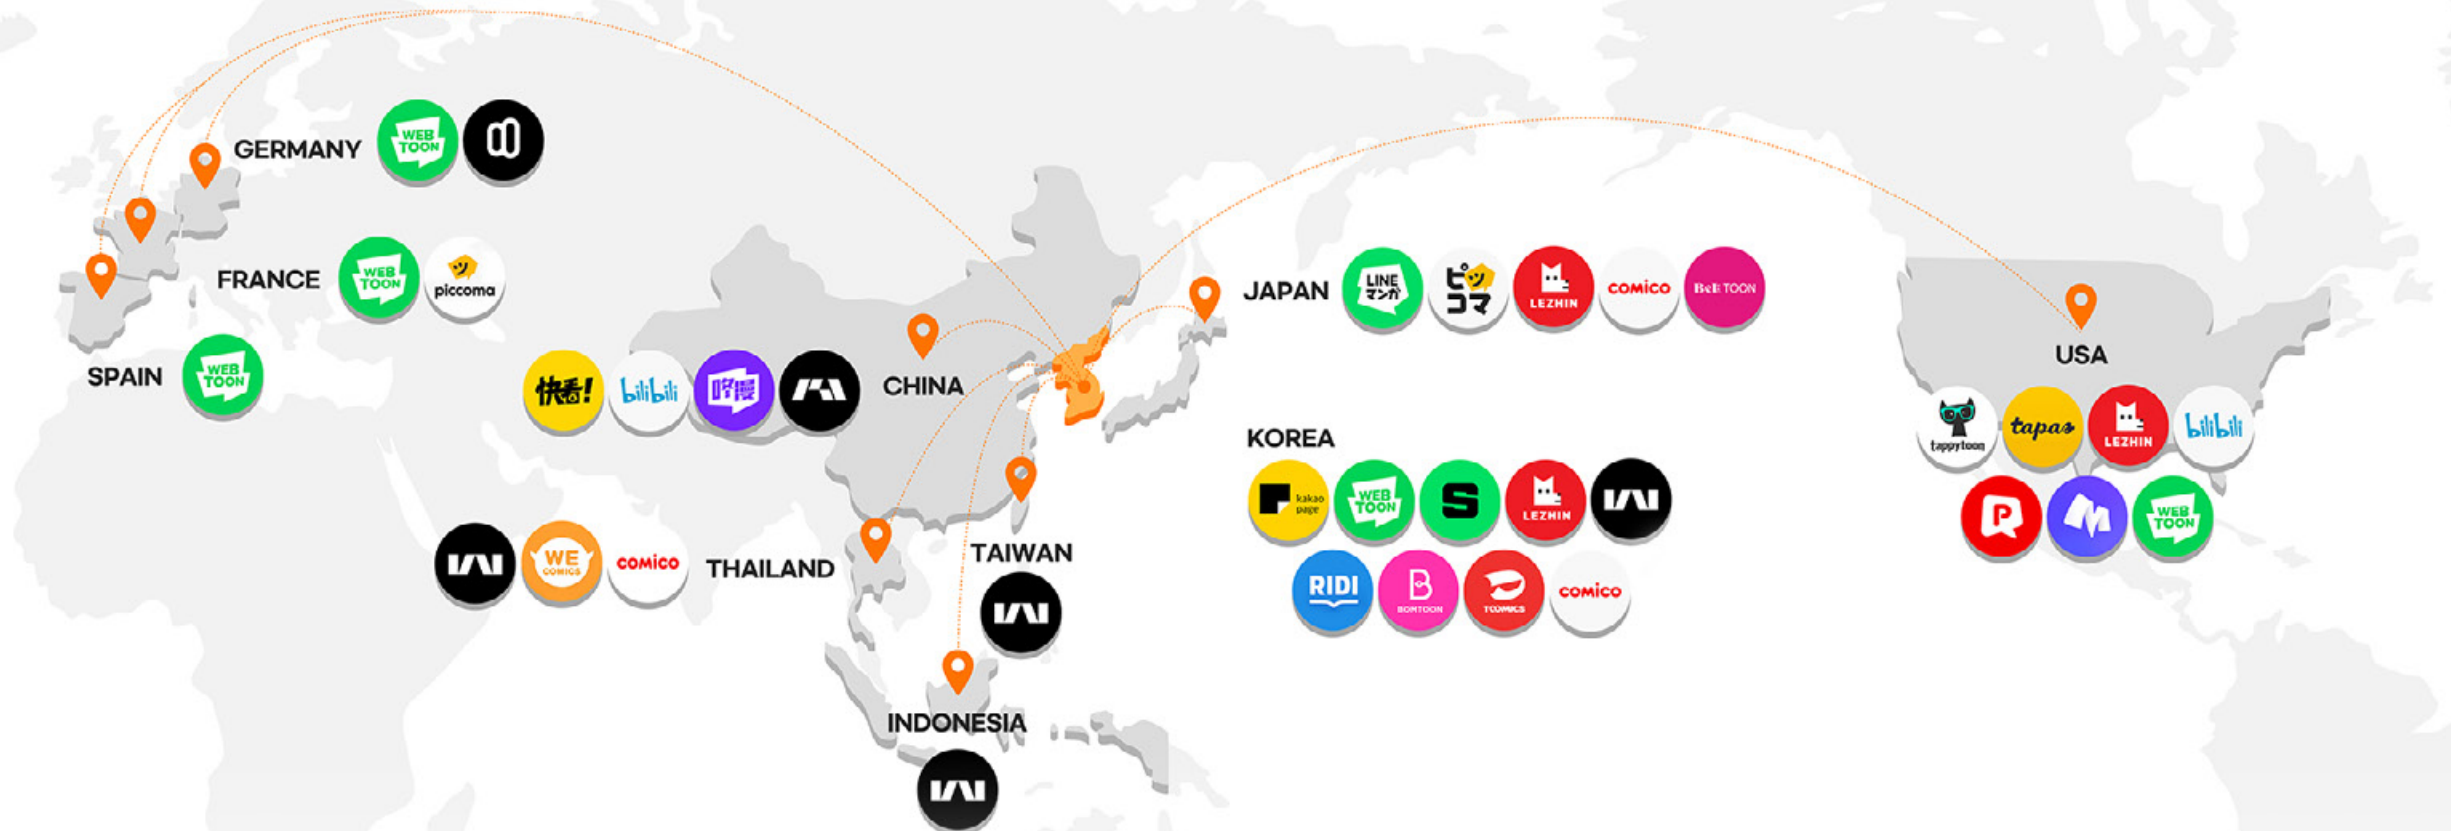 GERMANY
WEB
TOON
FRANCE
WEB
TOON
piccoma
SPAIN
WEB
TOON
快看!
bilibili
咚漫
CHINA
JAPAN
LINE
マンガ
ピッ
コマ
LEZHIN
comico
BeL TOON
USA
tappytoon
tapas
LEZHIN
bilibili
P
M
WEB
TOON
KOREA
kakao
page
WEB
TOON
S
LEZHIN
RIDI
B
BOMTOON
TOOMICS
comico
WE
COMICS
comico
THAILAND
TAIWAN
INDONESIA